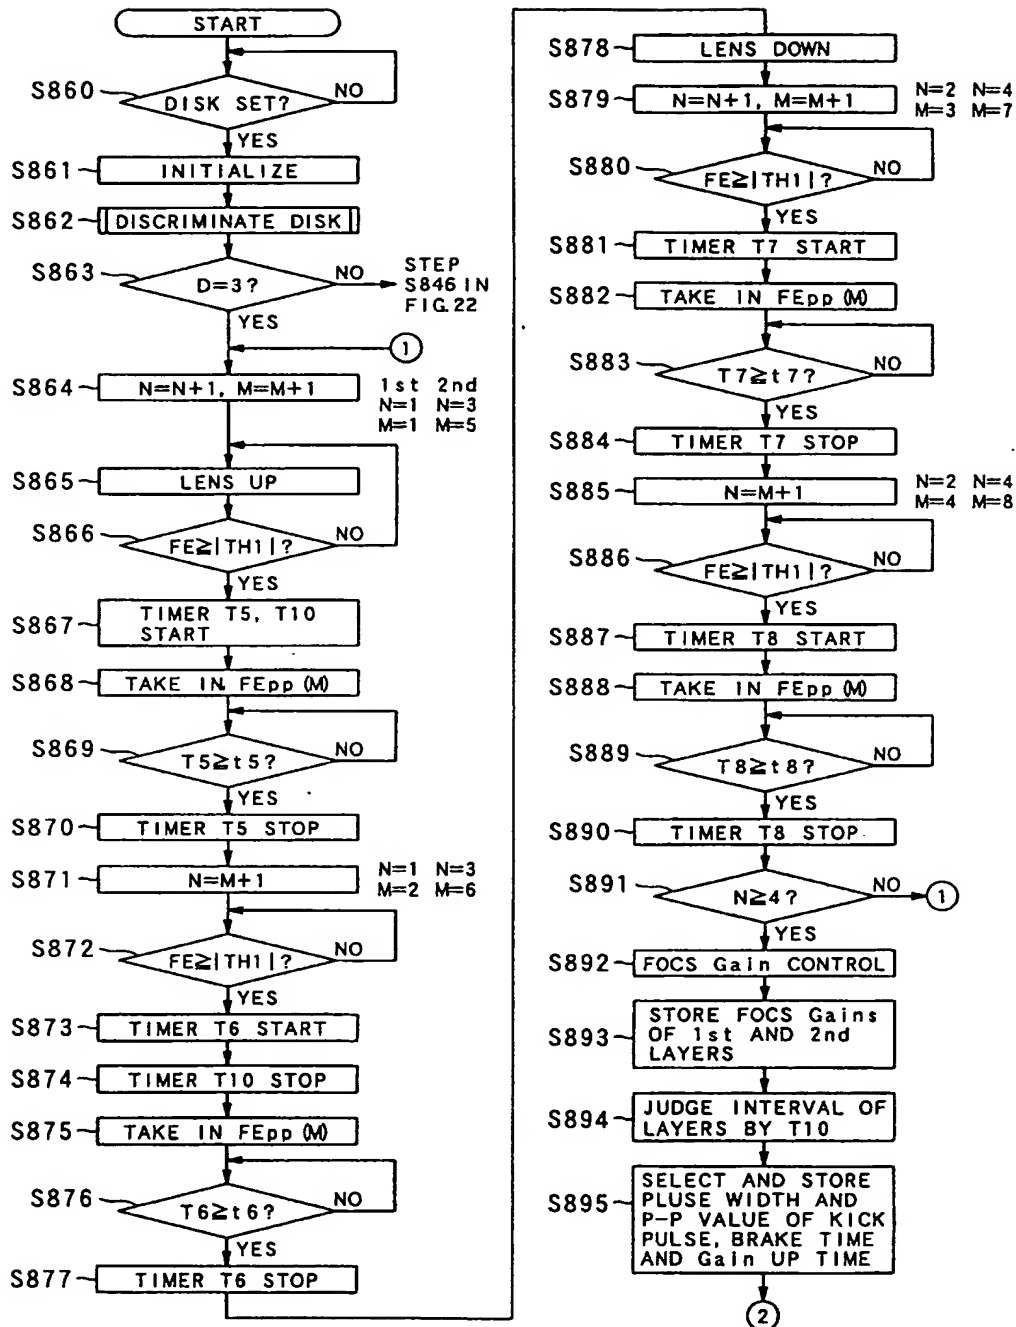 START
S860
DISK SET?
NO
YES
S861
INITIALIZE
S862
DISCRIMINATE DISK
S863
D=3?
NO
STEP
S846 IN
FIG.22
YES
1
S864
N=N+1, M=M+1
1st 2nd
N=1 N=3
M=1 M=5
S865
LENS UP
S866
FE≧|TH1|?
NO
YES
S867
TIMER T5, T10
START
S868
TAKE IN FEpp(M)
S869
T5≧t5?
NO
YES
S870
TIMER T5 STOP
S871
N=M+1
N=1 N=3
M=2 M=6
S872
FE≧|TH1|?
NO
YES
S873
TIMER T6 START
S874
TIMER T10 STOP
S875
TAKE IN FEpp(M)
S876
T6≧t6?
NO
YES
S877
TIMER T6 STOP
S878
LENS DOWN
S879
N=N+1, M=M+1
N=2 N=4
M=3 M=7
S880
FE≧|TH1|?
NO
YES
S881
TIMER T7 START
S882
TAKE IN FEpp(M)
S883
T7≧t7?
NO
YES
S884
TIMER T7 STOP
S885
N=M+1
N=2 N=4
M=4 M=8
S886
FE≧|TH1|?
NO
YES
S887
TIMER T8 START
S888
TAKE IN FEpp(M)
S889
T8≧t8?
NO
YES
S890
TIMER T8 STOP
S891
N≧4?
NO
1
YES
S892
FOCS Gain CONTROL
S893
STORE FOCS Gains
OF 1st AND 2nd
LAYERS
S894
JUDGE INTERVAL OF
LAYERS BY T10
S895
SELECT AND STORE
PLUSE WIDTH AND
P-P VALUE OF KICK
PULSE, BRAKE TIME
AND Gain UP TIME
2